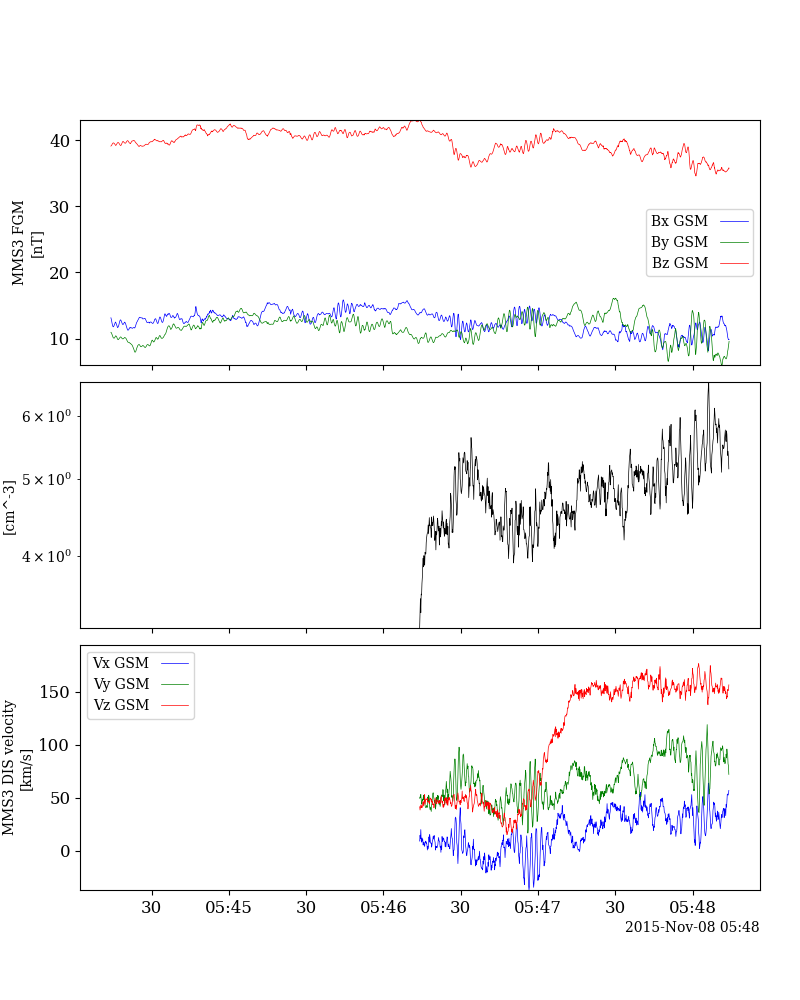 40
30
20
10
MMS3 FGM
[nT]
Bx GSM
By GSM
Bz GSM
6 × 10⁰
5 × 10⁰
4 × 10⁰
[cm^-3]
Vx GSM
Vy GSM
Vz GSM
150
100
50
0
MMS3 DIS velocity
[km/s]
30 05:45 30 05:46 30 05:47 30 05:48
2015-Nov-08 05:48